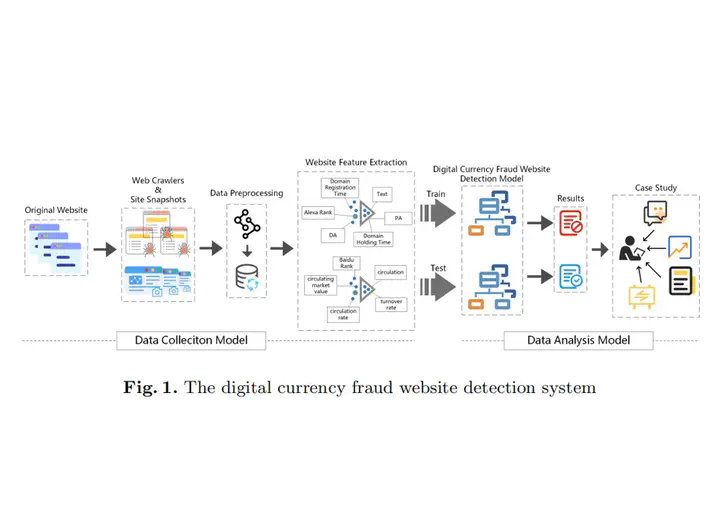 Original Website
Web Crawlers
&
Site Snapshots
Data Preprocessing
Website Feature Extraction
Domain
Registration
Time
Text
Alexa Rank
PA
DA
Domain
Holding Time
Baidu
Rank
circulation
circulating
market
value
turnover
rate
circulation
rate
Train
Test
Digital Currency Fraud Website
Detection Model
Results
Case Study
Data Colleciton Model
Data Analysis Model
Fig. 1. The digital currency fraud website detection system